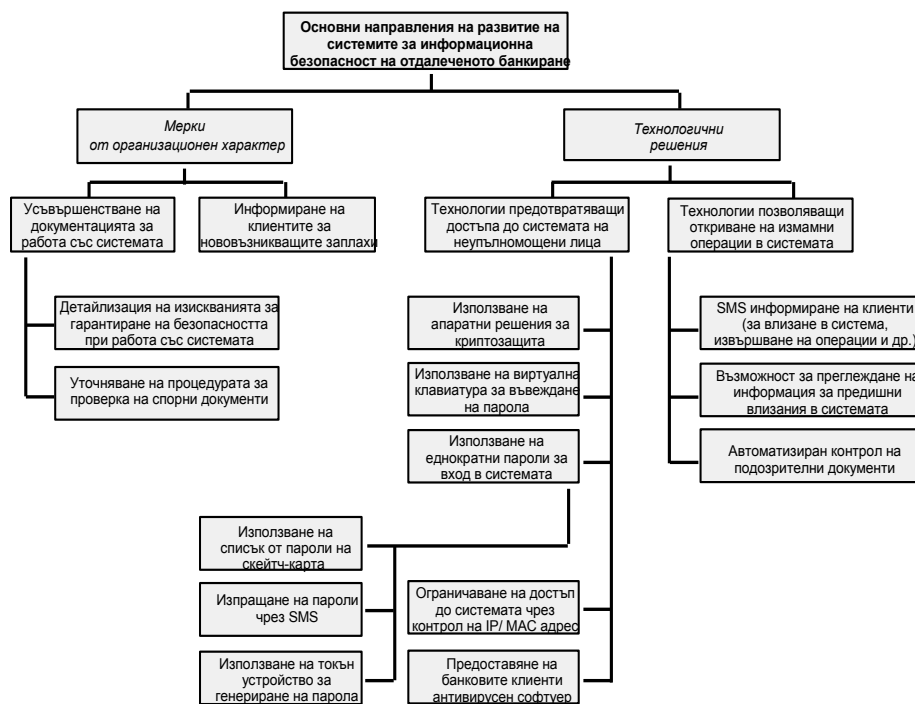 Основни направления на развитие на
системите за информационна
безопасност на отдалеченото банкиране
Мерки
от организационен характер
Технологични
решения
Усъвършенстване на
документацията за
работа със системата
Информиране на
клиентите за
нововъзникващите заплахи
Технологии предотвратяващи
достъпа до системата на
неупълномощени лица
Технологии позволяващи
откриване на измамни
операции в системата
Детайлизация на изискванията за
гарантиране на безопасността
при работа със системата
Уточняване на процедурата за
проверка на спорни документи
Използване на
апаратни решения за
криптозащита
Използване на виртуална
клавиатура за въвеждане
на парола
Използване на
еднократни пароли за
вход в системата
SMS информиране на клиенти
(за влизане в система,
извършване на операции и др.)
Възможност за преглеждане на
информация за предишни
влизания в системата
Автоматизиран контрол на
подозрителни документи
Използване на
списък от пароли на
скейтч-карта
Изпращане на пароли
чрез SMS
Използване на токън
устройство за
генериране на парола
Ограничаване на достъп
до системата чрез
контрол на IP/ MAC адрес
Предоставяне на
банковите клиенти
антивирусен софтуер